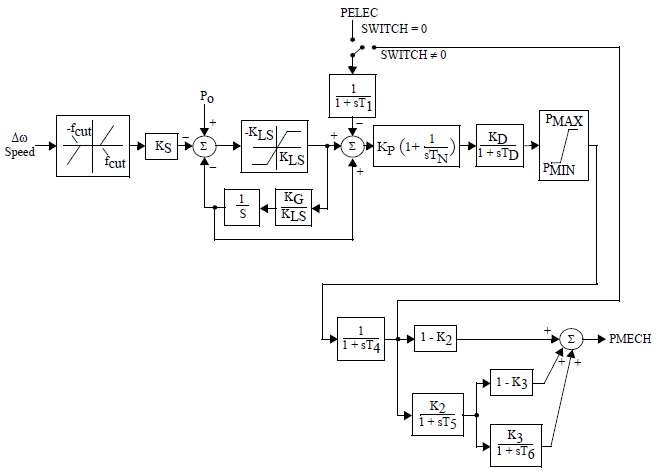 PELEC
SWITCH = 0
SWITCH ≠ 0
1
1 + sT1
Po
Δω
Speed
-fcut
fcut
KS
−
+
Σ
−
-KLS
KLS
+
−
Σ
+
KP (1+ 1
sTN )
KD
1 + sTD
PMAX
PMIN
1
S
KG
KLS
1
1 + sT4
1 - K2
+
Σ
PMECH
+
+
1 - K3
K2
1 + sT5
K3
1 + sT6